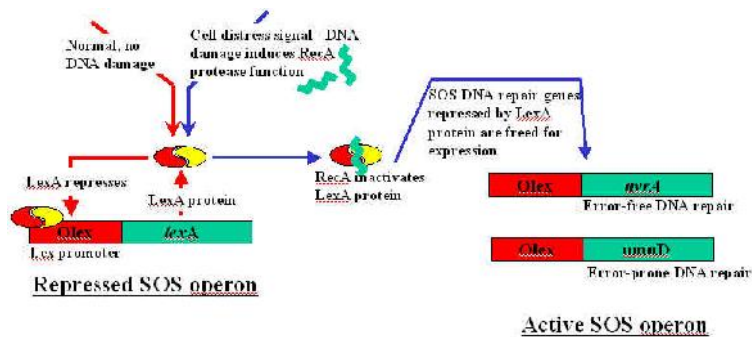 Normal, no
DNA damage
Cell distress signal - DNA
damage induces RecA
protease function
SOS DNA repair genes
repressed by LexA
protein are freed for
expression
LexA represses
LexA protein
RecA inactivates
LexA protein
Olex
lexA
Lex promoter
Repressed SOS operon
Olex
uvrA
Error-free DNA repair
Olex
umuD
Error-prone DNA repair
Active SOS operon